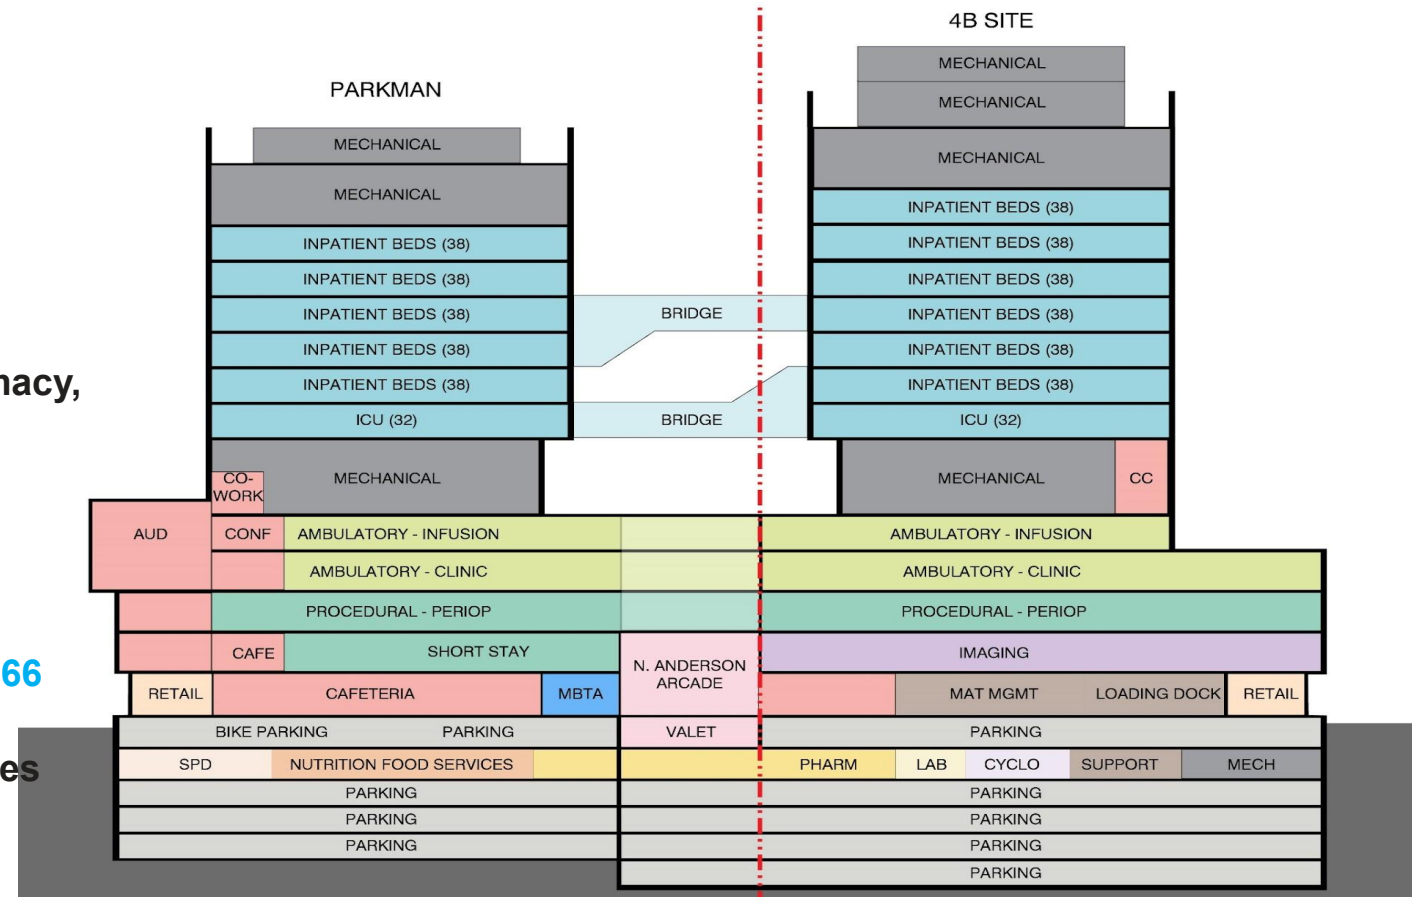 4B SITE
MECHANICAL
MECHANICAL
MECHANICAL
INPATIENT BEDS (38)
INPATIENT BEDS (38)
INPATIENT BEDS (38)
INPATIENT BEDS (38)
INPATIENT BEDS (38)
INPATIENT BEDS (38)
ICU (32)
MECHANICAL
CC
PARKMAN
MECHANICAL
MECHANICAL
INPATIENT BEDS (38)
INPATIENT BEDS (38)
INPATIENT BEDS (38)
INPATIENT BEDS (38)
INPATIENT BEDS (38)
ICU (32)
MECHANICAL
CO-
WORK
BRIDGE
BRIDGE
nacy,
66
es
AUD
CONF
AMBULATORY - INFUSION
AMBULATORY - INFUSION
AMBULATORY - CLINIC
AMBULATORY - CLINIC
PROCEDURAL - PERIOP
PROCEDURAL - PERIOP
CAFE
SHORT STAY
N. ANDERSON
ARCADE
IMAGING
RETAIL
CAFETERIA
MBTA
MAT MGMT
LOADING DOCK
RETAIL
BIKE PARKING
PARKING
VALET
PARKING
SPD
NUTRITION FOOD SERVICES
PHARM
LAB
CYCLO
SUPPORT
MECH
PARKING
PARKING
PARKING
PARKING
PARKING
PARKING
PARKING